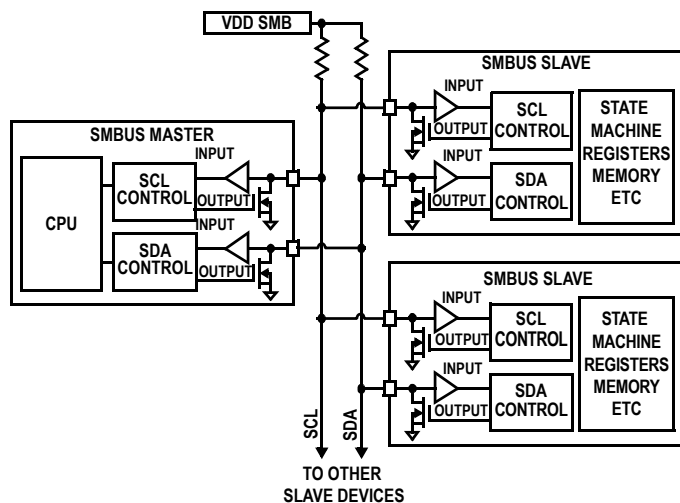 VDD SMB
SMBUS MASTER
CPU
SCL
CONTROL
INPUT
OUTPUT
SDA
CONTROL
INPUT
OUTPUT
SMBUS SLAVE
INPUT
OUTPUT
SCL
CONTROL
INPUT
OUTPUT
SDA
CONTROL
STATE
MACHINE
REGISTERS
MEMORY
ETC
SMBUS SLAVE
INPUT
OUTPUT
SCL
CONTROL
INPUT
OUTPUT
SDA
CONTROL
STATE
MACHINE
REGISTERS
MEMORY
ETC
SCL
SDA
TO OTHER
SLAVE DEVICES